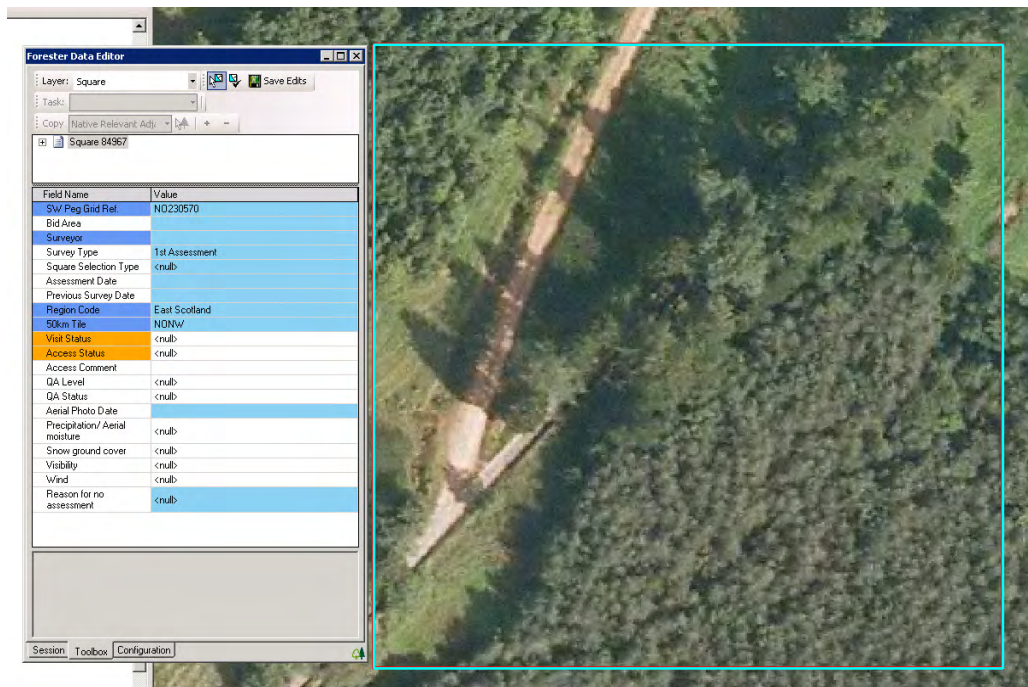 Forester Data Editor
Layer: Square Save Edits
Task:
Copy Native Relevant Adj + -
Square 84967
Field Name Value
SW Peg Grid Ref. NO230570
Bid Area
Surveyor
Survey Type 1st Assessment
Square Selection Type <null>
Assessment Date
Previous Survey Date
Region Code East Scotland
50km Tile NONW
Visit Status <null>
Access Status <null>
Access Comment
QA Level <null>
QA Status <null>
Aerial Photo Date
Precipitation/ Aerial
moisture <null>
Snow ground cover <null>
Visibility <null>
Wind <null>
Reason for no
assessment <null>
Session Toolbox Configuration